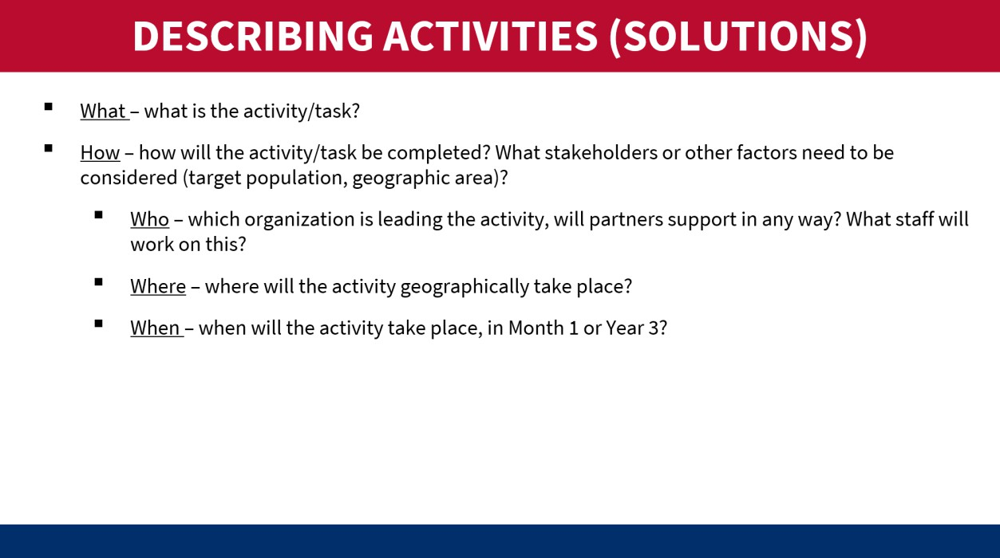 DESCRIBING ACTIVITIES (SOLUTIONS)
▪ What – what is the activity/task?
▪ How – how will the activity/task be completed? What stakeholders or other factors need to be
considered (target population, geographic area)?
▪ Who – which organization is leading the activity, will partners support in any way? What staff will
work on this?
▪ Where – where will the activity geographically take place?
▪ When – when will the activity take place, in Month 1 or Year 3?